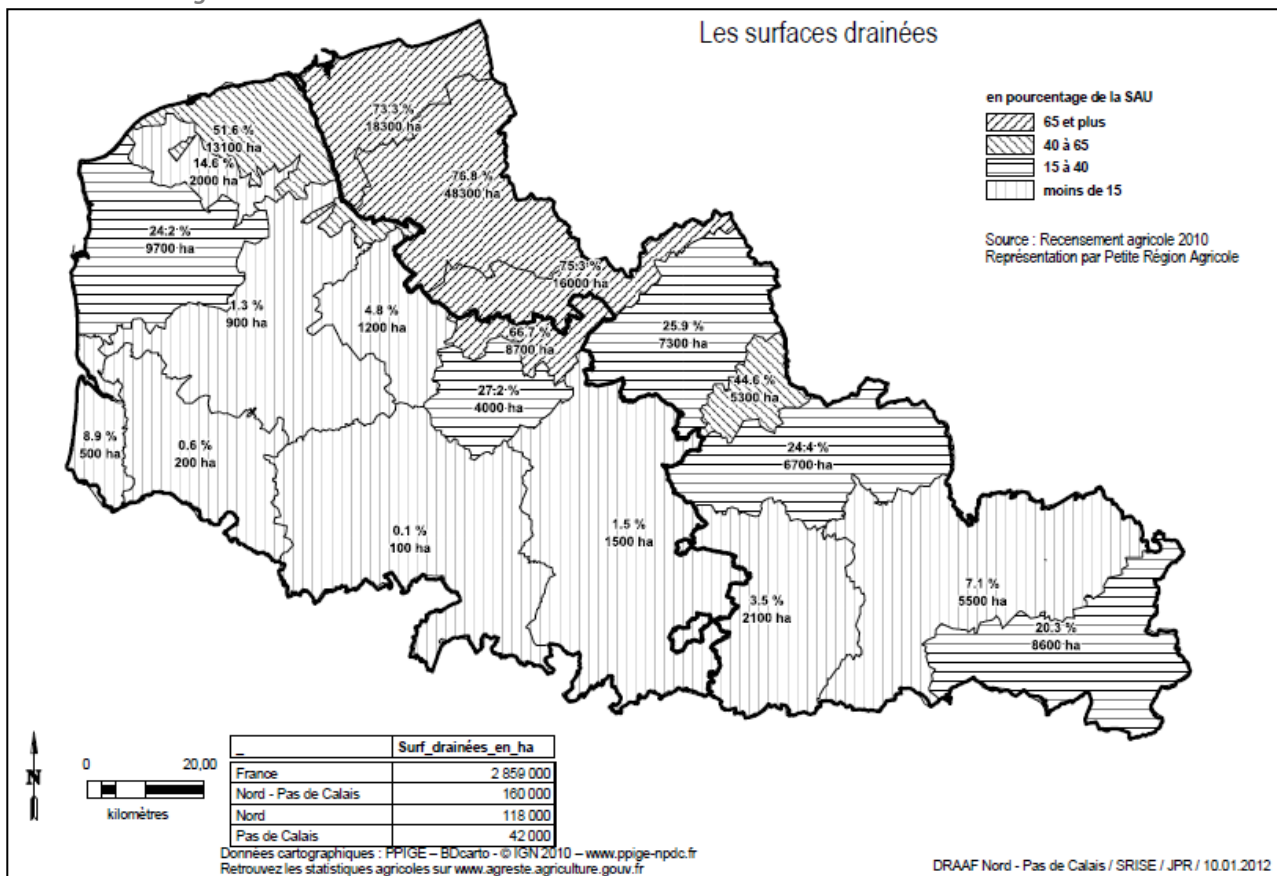 Les surfaces drainées
en pourcentage de la SAU
65 et plus
40 à 65
15 à 40
moins de 15
Source : Recensement agricole 2010
Représentation par Petite Région Agricole
73.3 %
18300 ha
51.6 %
13100 ha
14.6 %
2000 ha
76.8 %
48300 ha
24.2 %
9700 ha
75.3 %
16000 ha
1.3 %
900 ha
4.8 %
1200 ha
66.7 %
8700 ha
25.9 %
7300 ha
27.2 %
4000 ha
44.6 %
5300 ha
8.9 %
500 ha
0.6 %
200 ha
24.4 %
6700 ha
0.1 %
100 ha
1.5 %
1500 ha
3.5 %
2100 ha
7.1 %
5500 ha
20.3 %
8600 ha
N
0 20,00
kilomètres
_ Surf_drainées_en_ha
France 2 859 000
Nord - Pas de Calais 160 000
Nord 118 000
Pas de Calais 42 000
Données cartographiques : PPIGE – BDcarto - © IGN 2010 – www.ppige-npdc.fr
Retrouvez les statistiques agricoles sur www.agreste.agriculture.gouv.fr
DRAAF Nord - Pas de Calais / SRISE / JPR / 10.01.2012